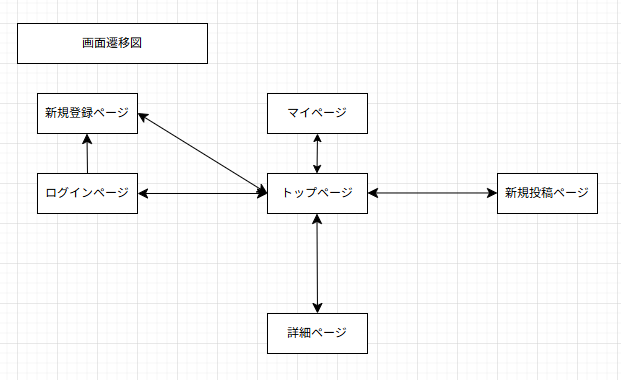 画面遷移図
新規登録ページ
マイページ
ログインページ
トップページ
新規投稿ページ
詳細ページ